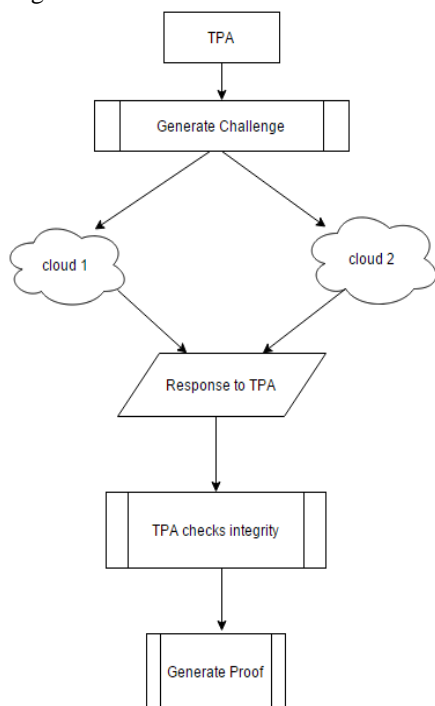 TPA
Generate Challenge
cloud 1
cloud 2
Response to TPA
TPA checks integrity
Generate Proof